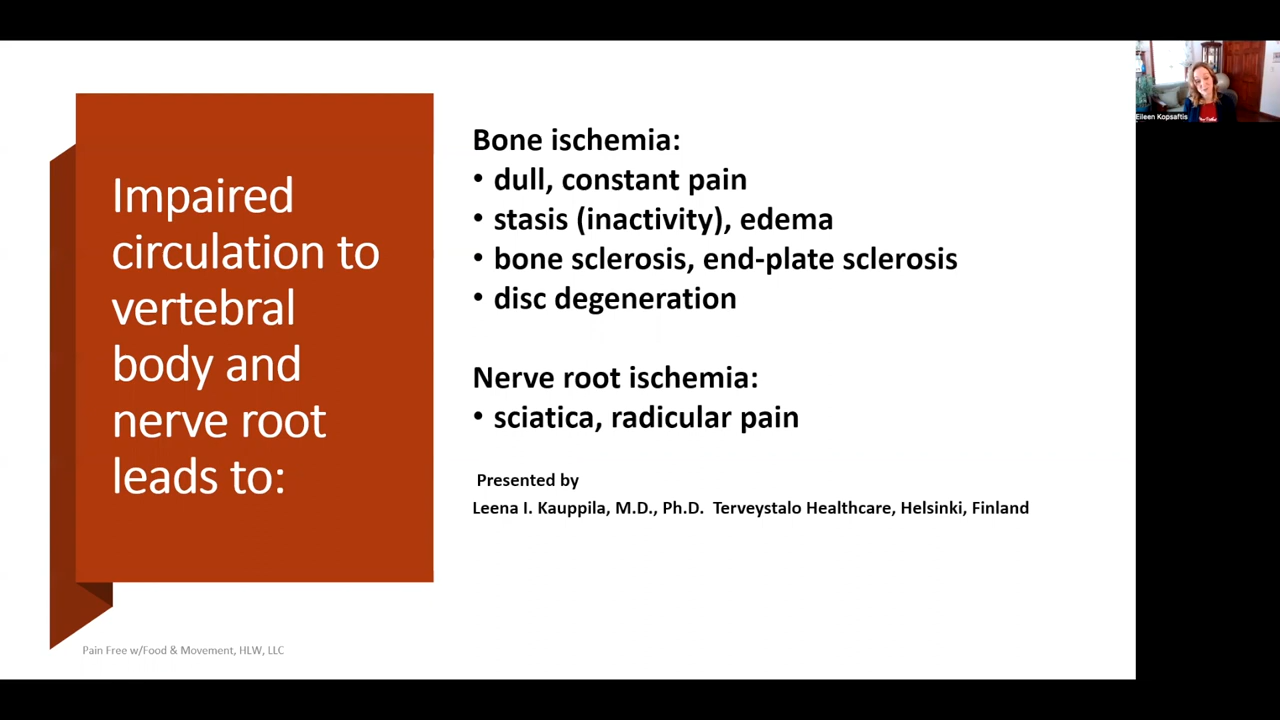 Impaired
circulation to
vertebral
body and
nerve root
leads to:
Bone ischemia:
• dull, constant pain
• stasis (inactivity), edema
• bone sclerosis, end-plate sclerosis
• disc degeneration
Nerve root ischemia:
• sciatica, radicular pain
Presented by
Leena I. Kauppila, M.D., Ph.D. Terveystalo Healthcare, Helsinki, Finland
Pain Free w/Food & Movement, HLW, LLC
Eileen Kopsaftis